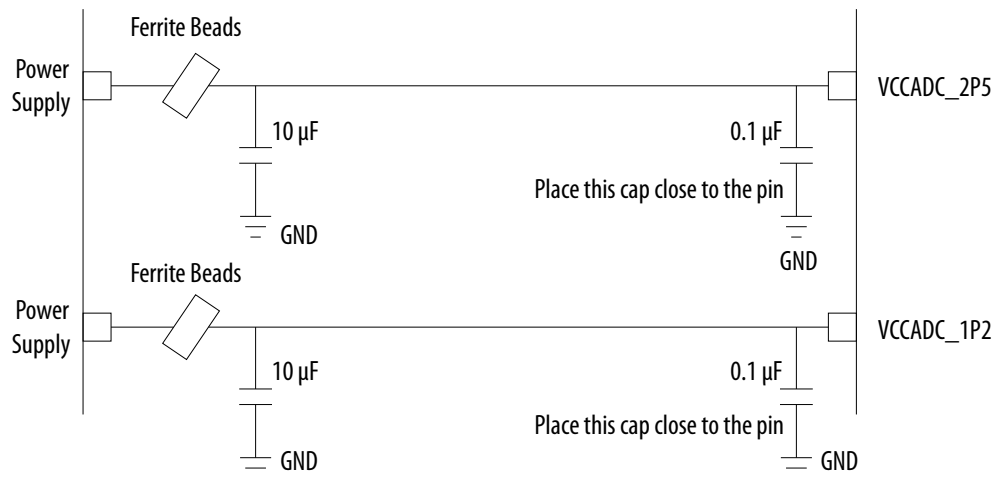 Ferrite Beads
Power
Supply
VCCADC_2P5
10 µF
0.1 µF
Place this cap close to the pin
GND
GND
Ferrite Beads
Power
Supply
VCCADC_1P2
10 µF
0.1 µF
Place this cap close to the pin
GND
GND